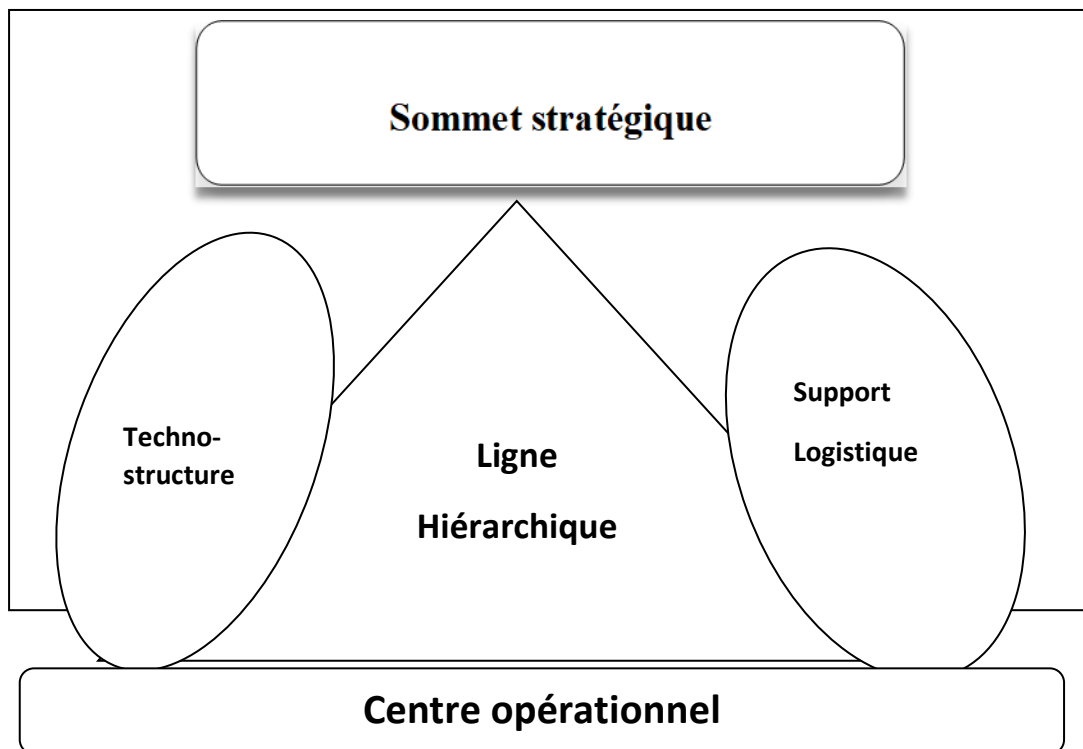 Sommet stratégique
Techno-
structure
Ligne
Hiérarchique
Support
Logistique
Centre opérationnel